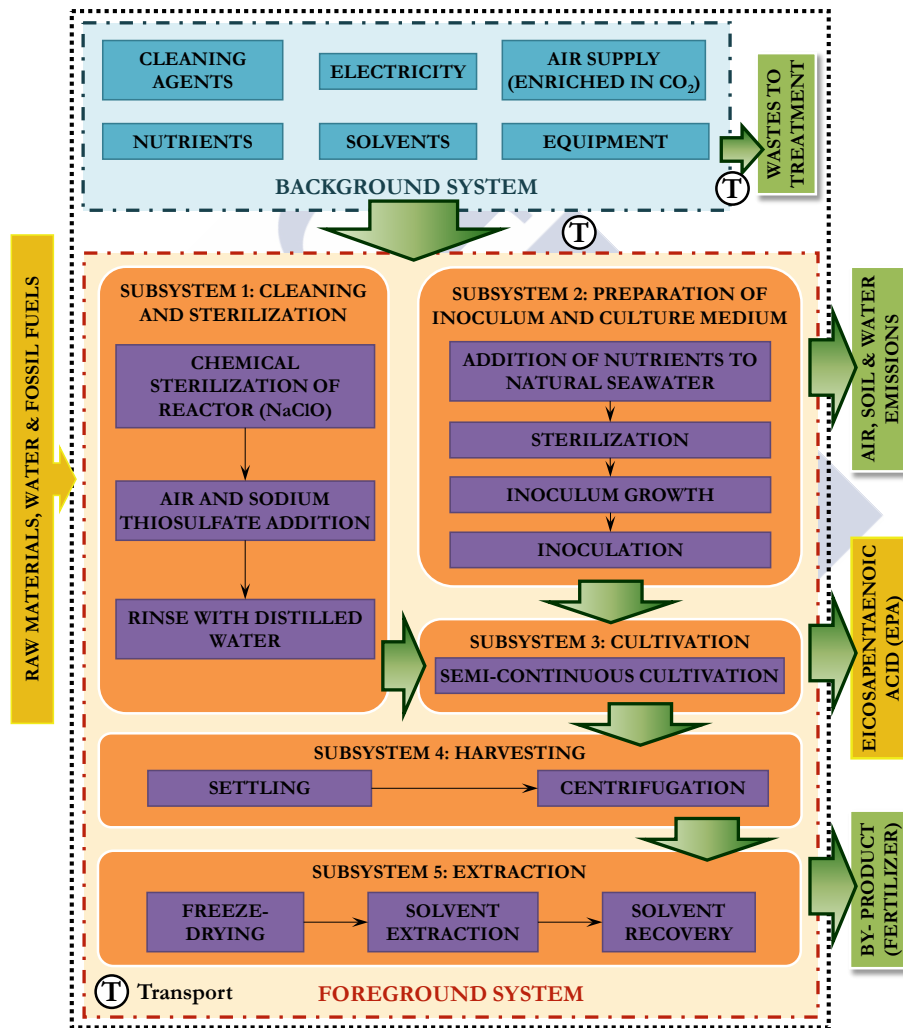 CLEANING
AGENTS
ELECTRICITY
AIR SUPPLY
(ENRICHED IN CO₂)
NUTRIENTS
SOLVENTS
EQUIPMENT
BACKGROUND SYSTEM
WASTES TO
TREATMENT
T
T
RAW MATERIALS, WATER & FOSSIL FUELS
SUBSYSTEM 1: CLEANING
AND STERILIZATION
CHEMICAL
STERILIZATION OF
REACTOR (NaClO)
AIR AND SODIUM
THIOSULFATE ADDITION
RINSE WITH DISTILLED
WATER
SUBSYSTEM 2: PREPARATION OF
INOCULUM AND CULTURE MEDIUM
ADDITION OF NUTRIENTS TO
NATURAL SEAWATER
STERILIZATION
INOCULUM GROWTH
INOCULATION
SUBSYSTEM 3: CULTIVATION
SEMI-CONTINUOUS CULTIVATION
SUBSYSTEM 4: HARVESTING
SETTLING
CENTRIFUGATION
SUBSYSTEM 5: EXTRACTION
FREEZE-
DRYING
SOLVENT
EXTRACTION
SOLVENT
RECOVERY
T Transport
FOREGROUND SYSTEM
AIR, SOIL & WATER
EMISSIONS
EICOSAPENTAENOIC
ACID (EPA)
BY- PRODUCT
(FERTILIZER)